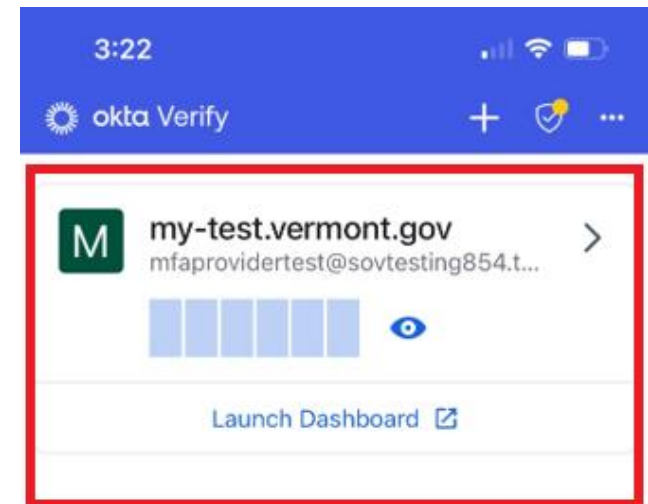 3:22
okta Verify
M
my-test.vermont.gov
mfaprovidertest@sovtesting854.t...
Launch Dashboard